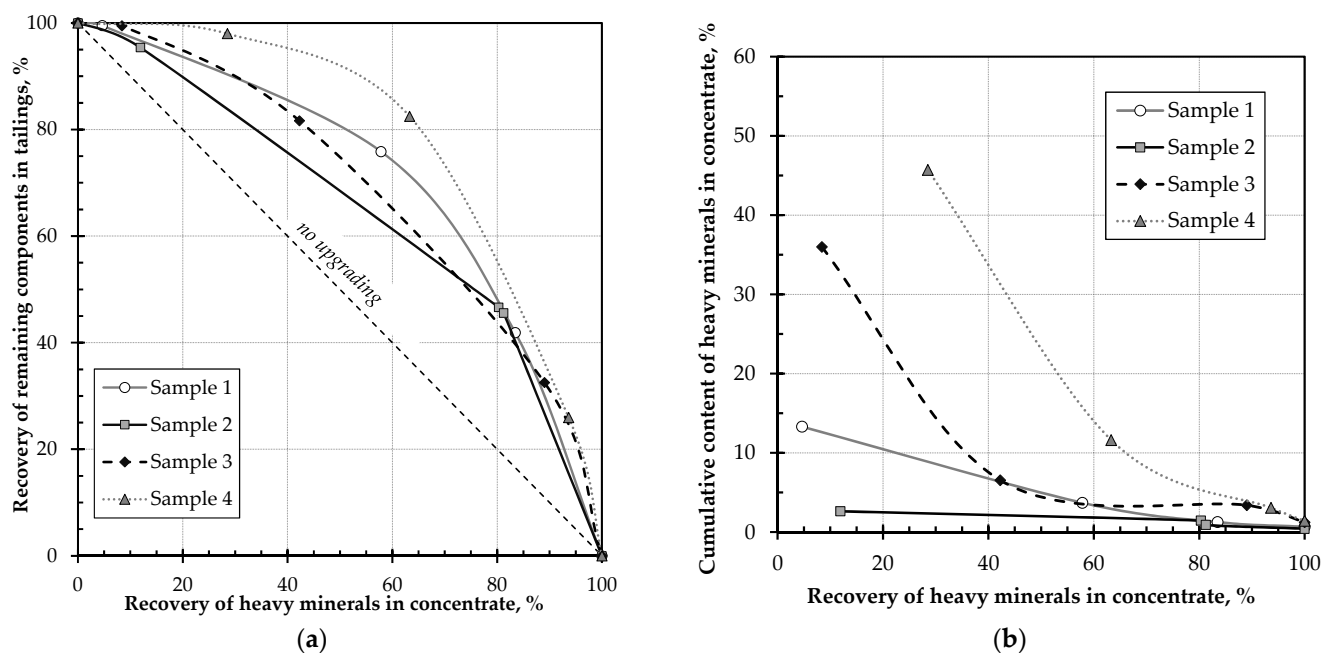 Recovery of remaining components in tailings, %
100
80
60
40
20
0
no upgrading
Sample 1
Sample 2
Sample 3
Sample 4
0 20 40 60 80 100
Recovery of heavy minerals in concentrate, %
(a)
Cumulative content of heavy minerals in concentrate, %
60
50
40
30
20
10
0
Sample 1
Sample 2
Sample 3
Sample 4
0 20 40 60 80 100
Recovery of heavy minerals in concentrate, %
(b)